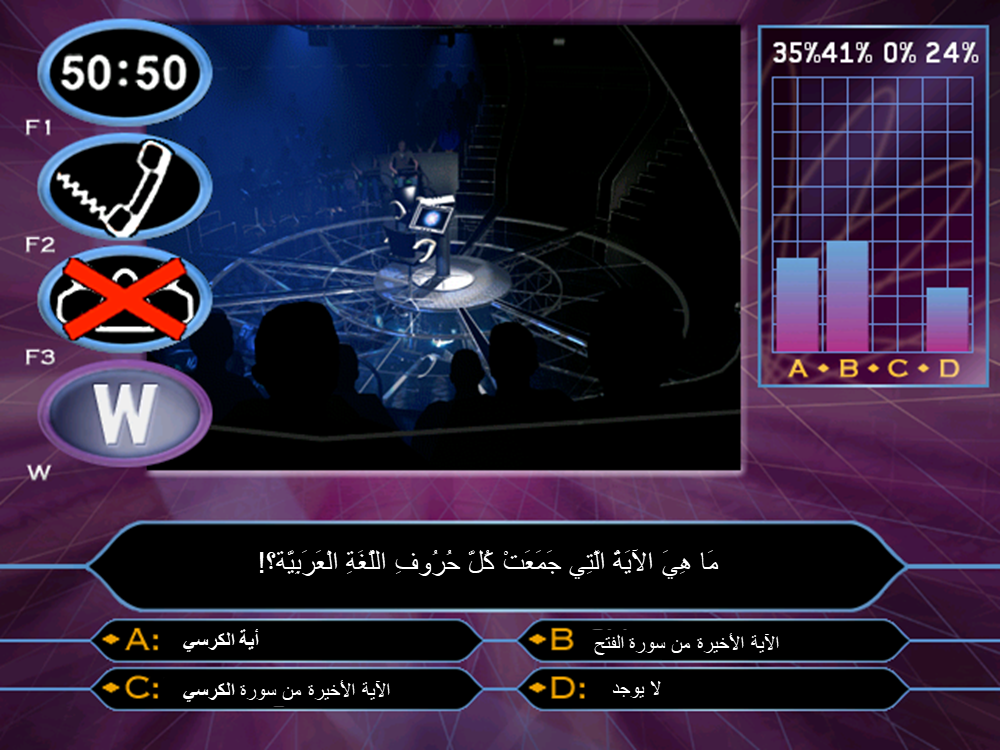 50:50
F1
F2
F3
W
W
35% 41% 0% 24%
A ◆ B ◆ C ◆ D
مَا هِيَ الآيَةُ الَّتِي جَمَعَتْ كُلَّ حُرُوفِ اللُّغَةِ الْعَرَبِيَّة؟!
A: أية الكرسي
B الآية الأخيرة من سورة الفتح
C: الآية الأخيرة من سورة الكرسي
D: لا يوجد